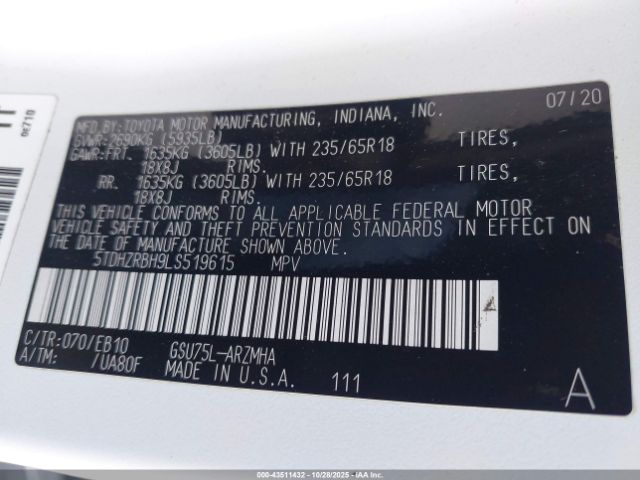 MFD. BY:TOYOTA MOTOR MANUFACTURING, INDIANA, INC. 07/20
GVWR:2690KG (5935LB)
GAWR:FRT. 1635KG (3605LB) WITH 235/65R18 TIRES,
18X8J RIMS.
RR. 1635KG (3605LB) WITH 235/65R18 TIRES,
18X8J RIMS.
THIS VEHICLE CONFORMS TO ALL APPLICABLE FEDERAL MOTOR
VEHICLE SAFETY AND THEFT PREVENTION STANDARDS IN EFFECT ON
THE DATE OF MANUFACTURE SHOWN ABOVE.
5TDHZRBH9LS519615 MPV
C/TR:070/EB10 GSU75L-ARZMHA
A/TM: /UA80F MADE IN U.S.A. 111 A
000-43511432 - 10/28/2025 - IAAI.com